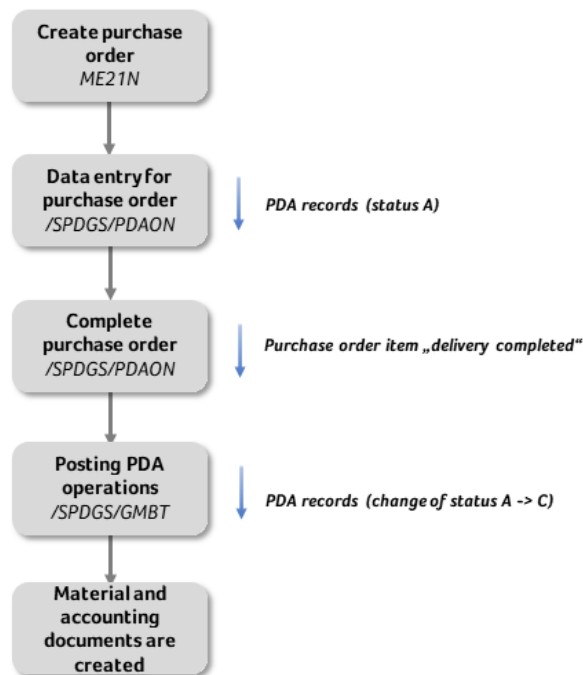 Create purchase
order
ME21N
Data entry for
purchase order
/SPDGS/PDAON
PDA records (status A)
Complete
purchase order
/SPDGS/PDAON
Purchase order item „delivery completed“
Posting PDA
operations
/SPDGS/GMBT
PDA records (change of status A -> C)
Material and
accounting
documents are
created